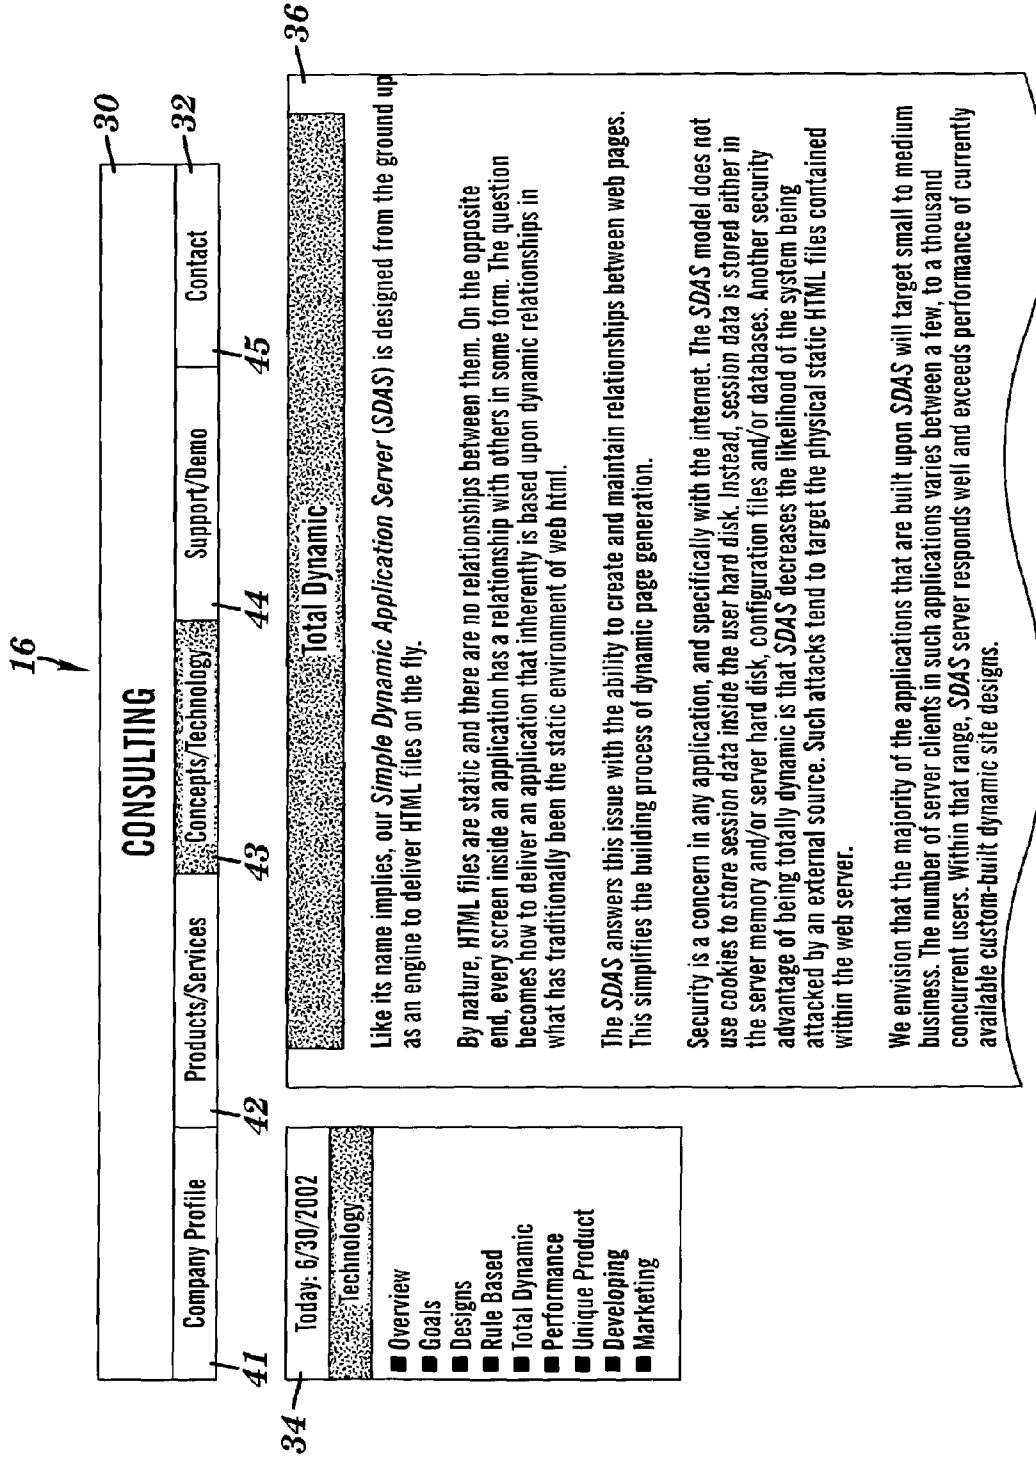 16
CONSULTING
30
Company Profile
Products/Services
Concepts/Technology
Support/Demo
Contact
32
41
42
43
44
45
34
Today: 6/30/2002
Technology
■ Overview
■ Goals
■ Designs
■ Rule Based
■ Total Dynamic
■ Performance
■ Unique Product
■ Developing
■ Marketing
36
Total Dynamic
Like its name implies, our Simple Dynamic Application Server (SDAS) is designed from the ground up
as an engine to deliver HTML files on the fly.
By nature, HTML files are static and there are no relationships between them. On the opposite
end, every screen inside an application has a relationship with others in some form. The question
becomes how to deliver an application that inherently is based upon dynamic relationships in
what has traditionally been the static environment of web html.
The SDAS answers this issue with the ability to create and maintain relationships between web pages.
This simplifies the building process of dynamic page generation.
Security is a concern in any application, and specifically with the internet. The SDAS model does not
use cookies to store session data inside the user hard disk. Instead, session data is stored either in
the server memory and/or server hard disk, configuration files and/or databases. Another security
advantage of being totally dynamic is that SDAS decreases the likelihood of the system being
attacked by an external source. Such attacks tend to target the physical static HTML files contained
within the web server.
We envision that the majority of the applications that are built upon SDAS will target small to medium
business. The number of server clients in such applications varies between a few, to a thousand
concurrent users. Within that range, SDAS server responds well and exceeds performance of currently
available custom-built dynamic site designs.